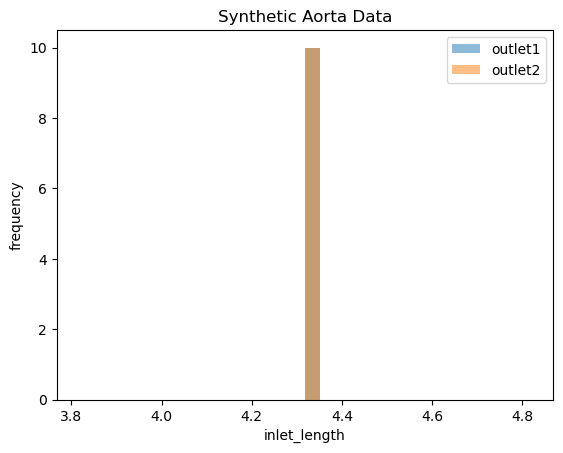 Synthetic Aorta Data
outlet1
outlet2
frequency
10
8
6
4
2
0
3.8 4.0 4.2 4.4 4.6 4.8
inlet_length